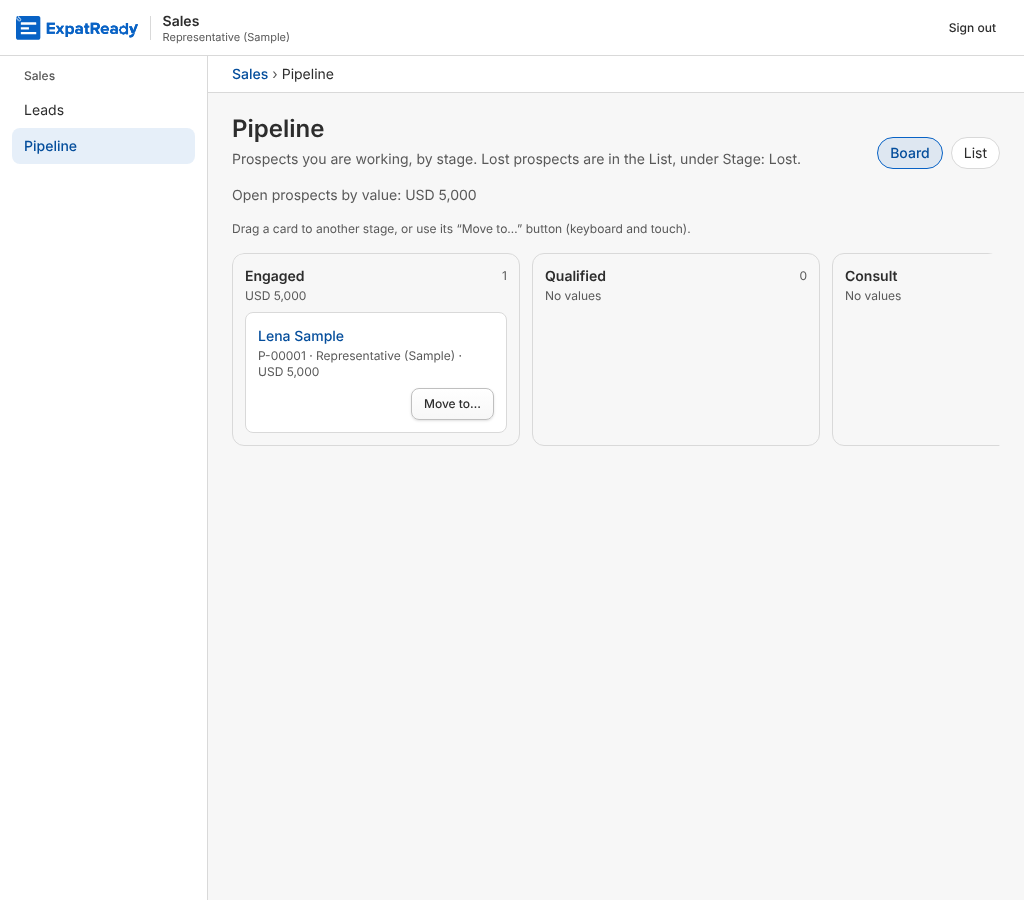 ExpatReady
Sales
Representative (Sample)
Sign out
Sales
Leads
Pipeline
Sales › Pipeline
Pipeline
Prospects you are working, by stage. Lost prospects are in the List, under Stage: Lost.
Board
List
Open prospects by value: USD 5,000
Drag a card to another stage, or use its “Move to…” button (keyboard and touch).
Engaged 1
USD 5,000
Lena Sample
P-00001 · Representative (Sample) ·
USD 5,000
Move to…
Qualified 0
No values
Consult
No values